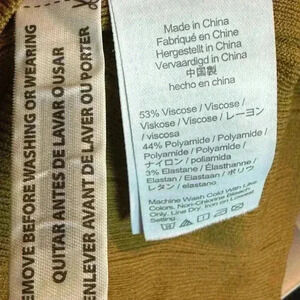 REMOVE BEFORE WASHING OR WEARING
QUITAR ANTES DE LAVAR O USAR
ENLEVER AVANT DE LAVER OU PORTER
Made in China
Fabriqué en Chine
Hergestellt in China
Vervaardigd in China
中国製
hecho en china
53% Viscose / Viscose /
Viskose / Viscose / レーヨン
/ viscosa
44% Polyamide / Polyamide /
Polyamide / Polyamide /
ナイロン / poliamida
3% Elastane / Élasthanne /
Elastan / Elastaan / ポリウ
レタン / elastano
Machine Wash Cold With Like
Colors, Non-Chlorine Bleach
Only, Line Dry, Iron On Low
Setting.